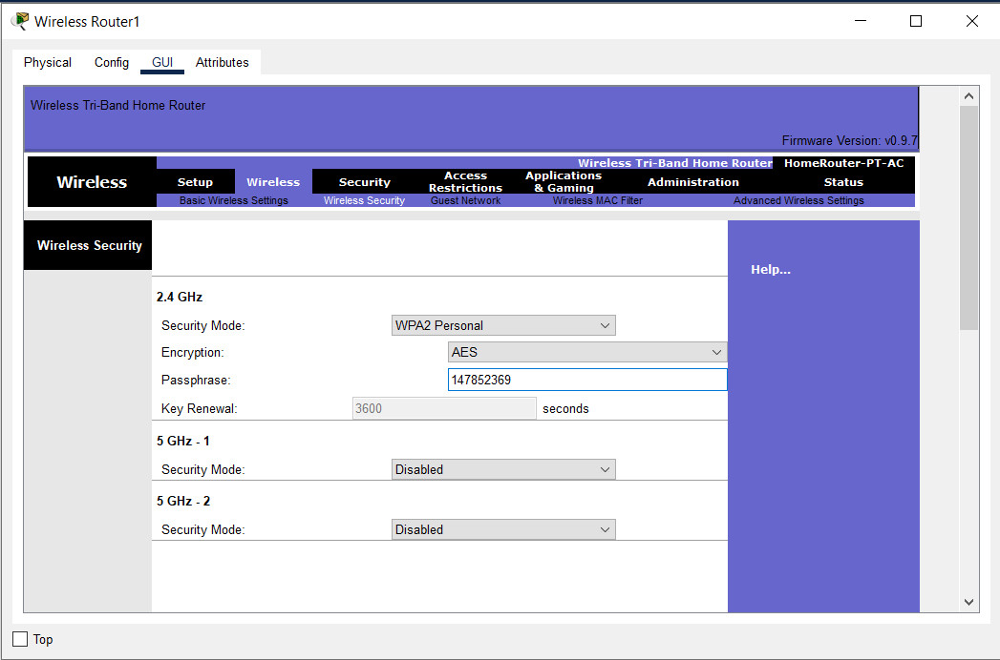 Wireless Router1
Physical Config GUI Attributes
Wireless Tri-Band Home Router
Firmware Version: v0.9.7
Wireless Tri-Band Home Router HomeRouter-PT-AC
Wireless
Setup Wireless Security Access Restrictions Applications & Gaming Administration Status
Basic Wireless Settings Wireless Security Guest Network Wireless MAC Filter Advanced Wireless Settings
Wireless Security
Help...
2.4 GHz
Security Mode: WPA2 Personal
Encryption: AES
Passphrase: 147852369
Key Renewal: 3600 seconds
5 GHz - 1
Security Mode: Disabled
5 GHz - 2
Security Mode: Disabled
Top